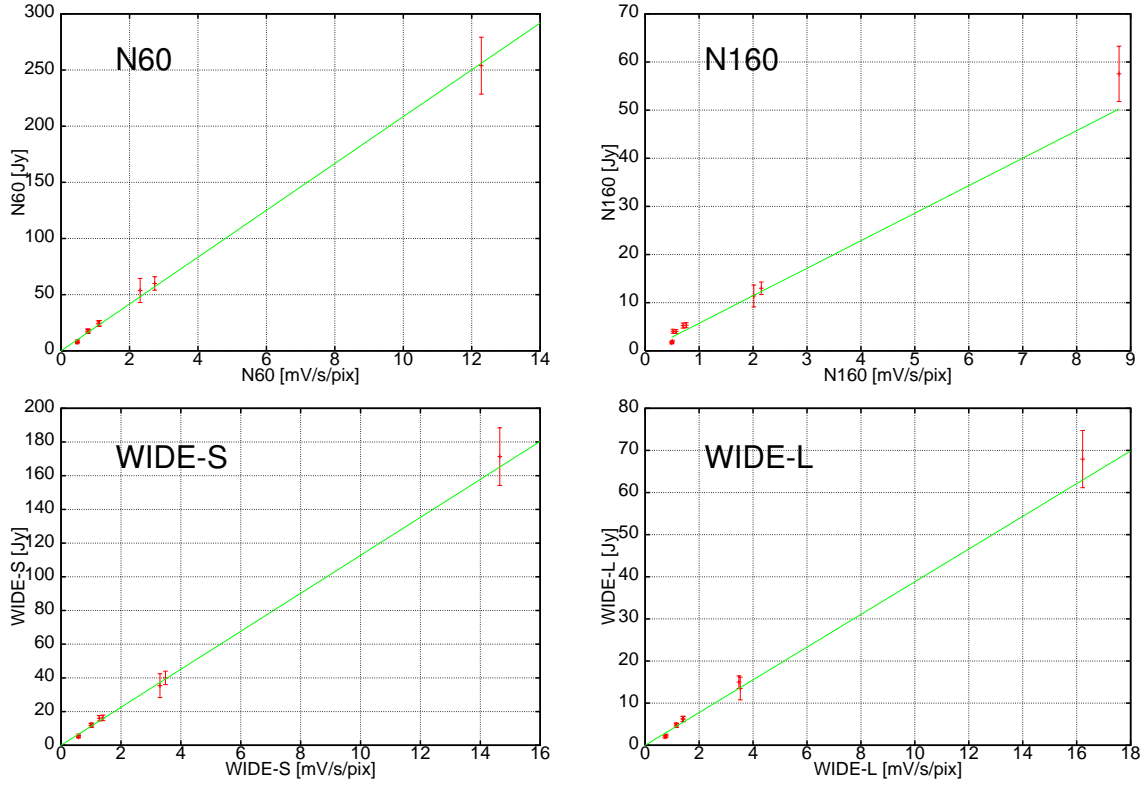 300
250
200
150
100
50
0
N60 [Jy]
N60
0 2 4 6 8 10 12 14
N60 [mV/s/pix]
70
60
50
40
30
20
10
0
N160 [Jy]
N160
1 2 3 4 5 6 7 8 9
N160 [mV/s/pix]
200
180
160
140
120
100
80
60
40
20
0
WIDE-S [Jy]
WIDE-S
0 2 4 6 8 10 12 14 16
WIDE-S [mV/s/pix]
80
70
60
50
40
30
20
10
0
WIDE-L [Jy]
WIDE-L
0 2 4 6 8 10 12 14 16 18
WIDE-L [mV/s/pix]